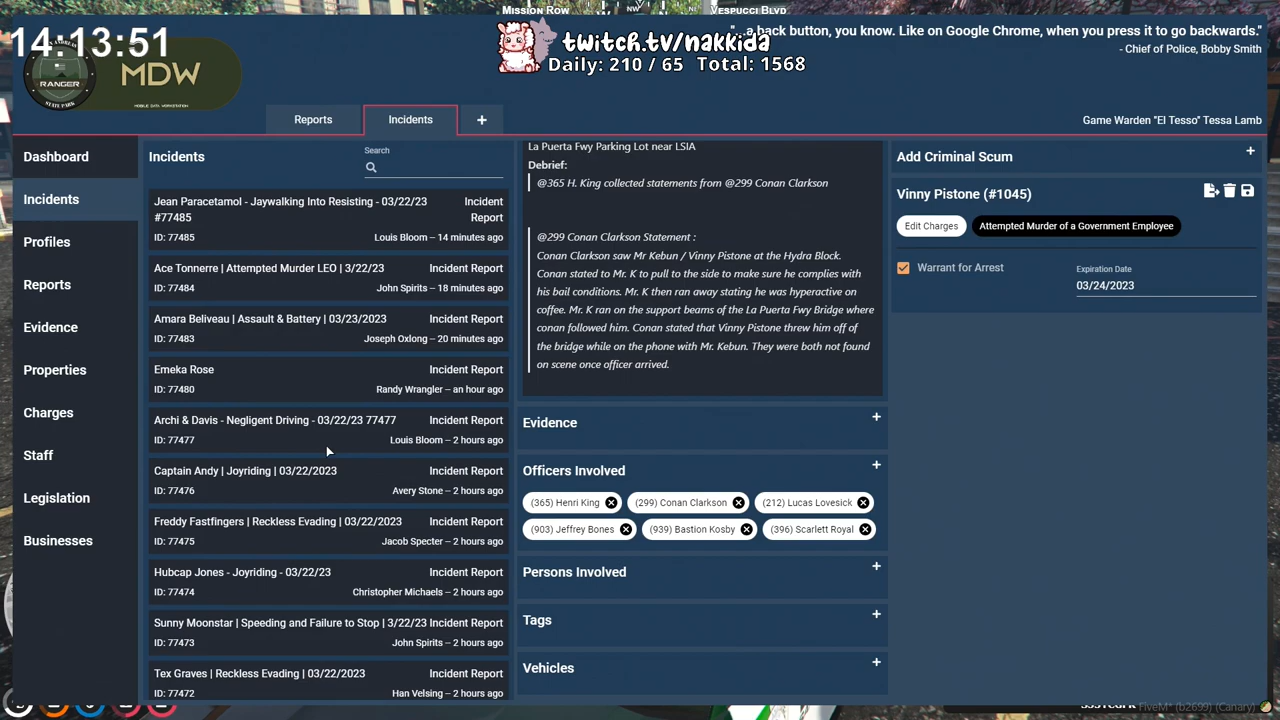 Mission Row
NW
Vespucci Blvd
14:13:51
RANGER
STATE PARK
MDW
MOBILE DATA WORKSTATION
twitch.tv/nakkida
Daily: 210 / 65 Total: 1568
"...a back button, you know. Like on Google Chrome, when you press it to go backwards."
- Chief of Police, Bobby Smith
Reports
Incidents
+
Game Warden "El Tesso" Tessa Lamb
Dashboard
Incidents
Profiles
Reports
Evidence
Properties
Charges
Staff
Legislation
Businesses
Incidents
Search
Jean Paracetamol - Jaywalking Into Resisting - 03/22/23 Incident
#77485 Report
ID: 77485 Louis Bloom -- 14 minutes ago
Ace Tonnerre | Attempted Murder LEO | 3/22/23 Incident Report
ID: 77484 John Spirits -- 18 minutes ago
Amara Beliveau | Assault & Battery | 03/23/2023 Incident Report
ID: 77483 Joseph Oxlong -- 20 minutes ago
Emeka Rose Incident Report
ID: 77480 Randy Wrangler -- an hour ago
Archi & Davis - Negligent Driving - 03/22/23 77477 Incident Report
ID: 77477 Louis Bloom -- 2 hours ago
Captain Andy | Joyriding | 03/22/2023 Incident Report
ID: 77476 Avery Stone -- 2 hours ago
Freddy Fastfingers | Reckless Evading | 03/22/2023 Incident Report
ID: 77475 Jacob Specter -- 2 hours ago
Hubcap Jones - Joyriding - 03/22/23 Incident Report
ID: 77474 Christopher Michaels -- 2 hours ago
Sunny Moonstar | Speeding and Failure to Stop | 3/22/23 Incident Report
ID: 77473 John Spirits -- 2 hours ago
Tex Graves | Reckless Evading | 03/22/2023 Incident Report
ID: 77472 Han Velsing -- 2 hours ago
La Puerta Fwy Parking Lot near LSIA
Debrief:
@365 H. King collected statements from @299 Conan Clarkson
@299 Conan Clarkson Statement :
Conan Clarkson saw Mr Kebun / Vinny Pistone at the Hydra Block.
Conan stated to Mr. K to pull to the side to make sure he complies with
his bail conditions. Mr. K then ran away stating he was hyperactive on
coffee. Mr. K ran on the support beams of the La Puerta Fwy Bridge where
conan followed him. Conan stated that Vinny Pistone threw him off of
the bridge while on the phone with Mr. Kebun. They were both not found
on scene once officer arrived.
Evidence +
Officers Involved +
(365) Henri King (299) Conan Clarkson (212) Lucas Lovesick
(903) Jeffrey Bones (939) Bastion Kosby (396) Scarlett Royal
Persons Involved +
Tags +
Vehicles +
Add Criminal Scum +
Vinny Pistone (#1045)
Edit Charges Attempted Murder of a Government Employee
Warrant for Arrest
Expiration Date
03/24/2023
FiveM* (b2699) (Canary)